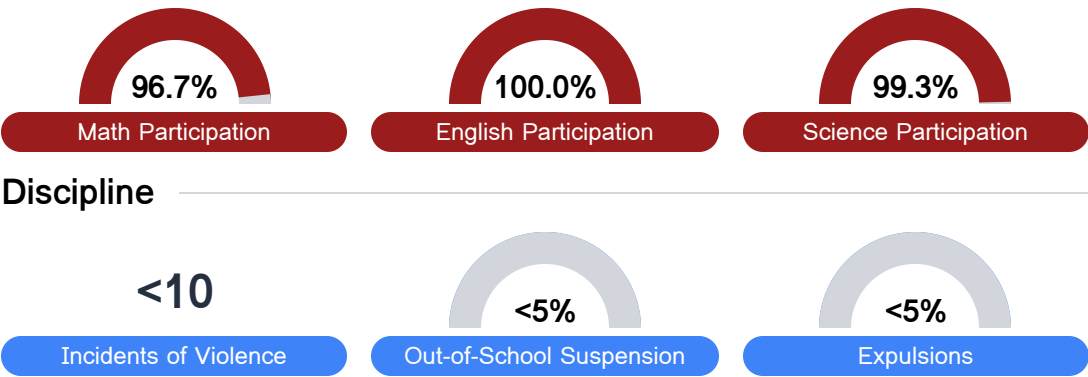 96.7%
100.0%
99.3%
Math Participation
English Participation
Science Participation
Discipline
<10
<5%
<5%
Incidents of Violence
Out-of-School Suspension
Expulsions